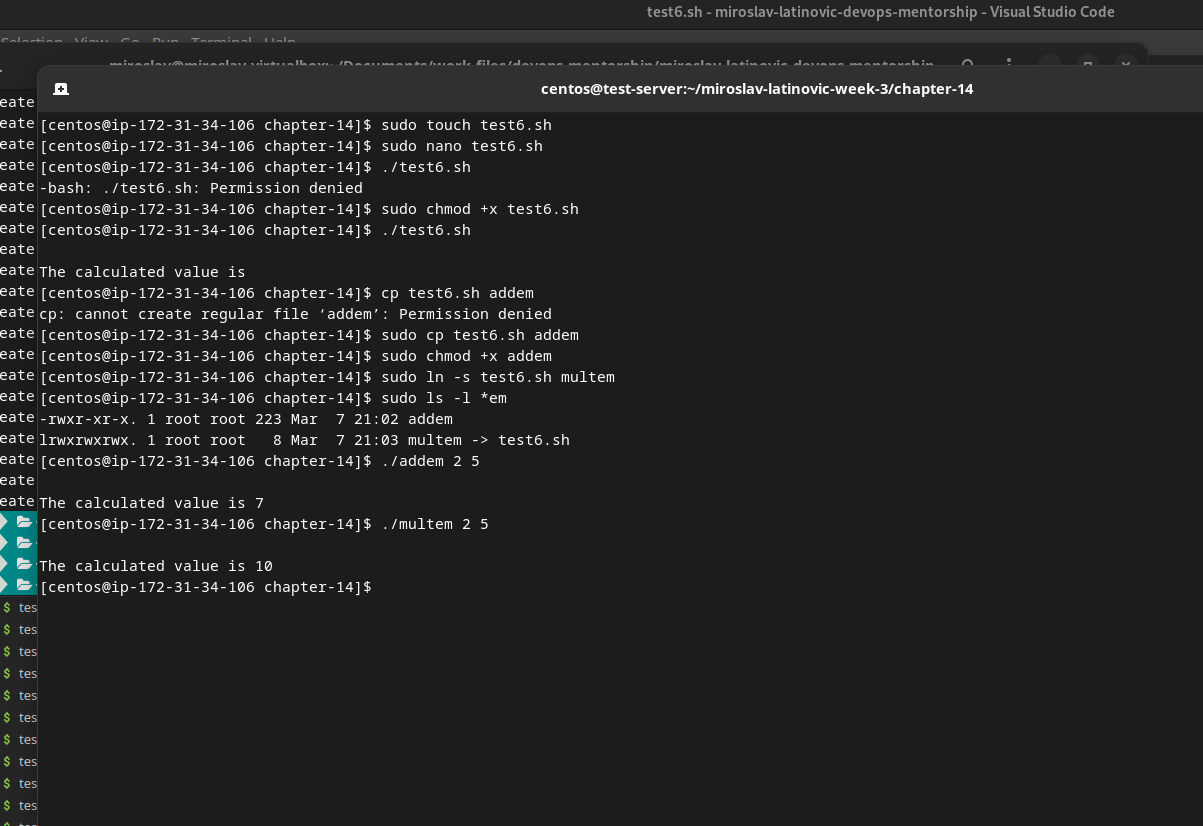 test6.sh - miroslav-latinovic-devops-mentorship - Visual Studio Code
Selection View Go Run Terminal Help
miroslav@miroslav-virtualbox:~/Documents/work-files/devops-mentorship/miroslav-latinovic-devops-mentorship
centos@test-server:~/miroslav-latinovic-week-3/chapter-14
eate
eate [centos@ip-172-31-34-106 chapter-14]$ sudo touch test6.sh
eate [centos@ip-172-31-34-106 chapter-14]$ sudo nano test6.sh
eate [centos@ip-172-31-34-106 chapter-14]$ ./test6.sh
eate -bash: ./test6.sh: Permission denied
eate [centos@ip-172-31-34-106 chapter-14]$ sudo chmod +x test6.sh
eate [centos@ip-172-31-34-106 chapter-14]$ ./test6.sh
eate
eate The calculated value is
eate [centos@ip-172-31-34-106 chapter-14]$ cp test6.sh addem
eate cp: cannot create regular file ‘addem’: Permission denied
eate [centos@ip-172-31-34-106 chapter-14]$ sudo cp test6.sh addem
eate [centos@ip-172-31-34-106 chapter-14]$ sudo chmod +x addem
eate [centos@ip-172-31-34-106 chapter-14]$ sudo ln -s test6.sh multem
eate [centos@ip-172-31-34-106 chapter-14]$ sudo ls -l *em
eate -rwxr-xr-x. 1 root root 223 Mar  7 21:02 addem
eate lrwxrwxrwx. 1 root root   8 Mar  7 21:03 multem -> test6.sh
eate [centos@ip-172-31-34-106 chapter-14]$ ./addem 2 5
eate
eate The calculated value is 7
[centos@ip-172-31-34-106 chapter-14]$ ./multem 2 5
The calculated value is 10
[centos@ip-172-31-34-106 chapter-14]$
$ tes
$ tes
$ tes
$ tes
$ tes
$ tes
$ tes
$ tes
$ tes
$ tes